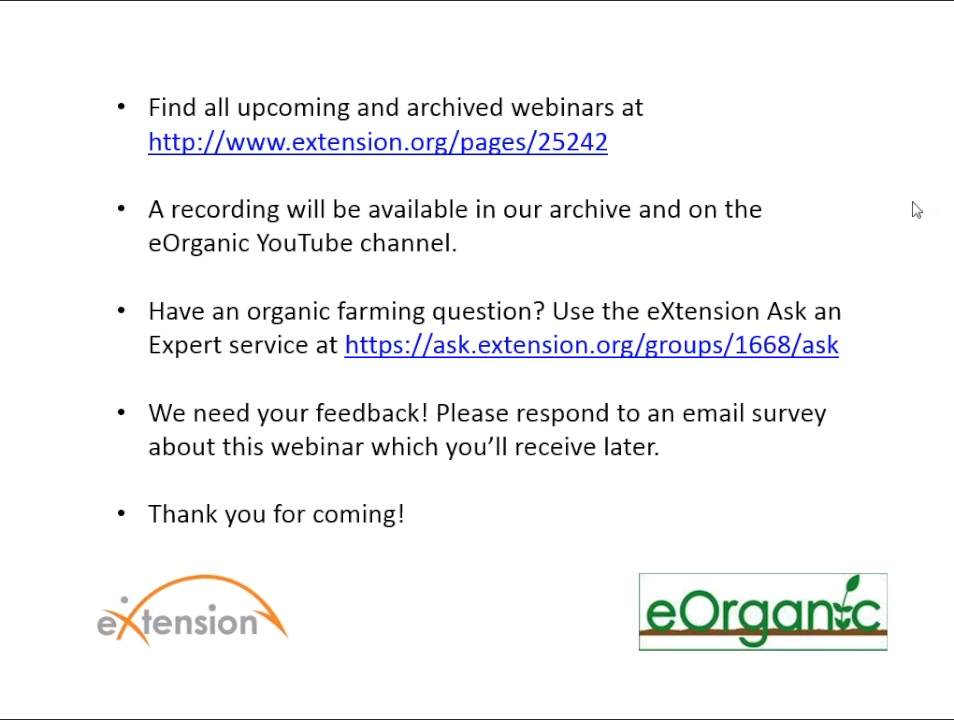 • Find all upcoming and archived webinars at
http://www.extension.org/pages/25242
• A recording will be available in our archive and on the
eOrganic YouTube channel.
• Have an organic farming question? Use the eXtension Ask an
Expert service at https://ask.extension.org/groups/1668/ask
• We need your feedback! Please respond to an email survey
about this webinar which you’ll receive later.
• Thank you for coming!
eXtension
eOrganic